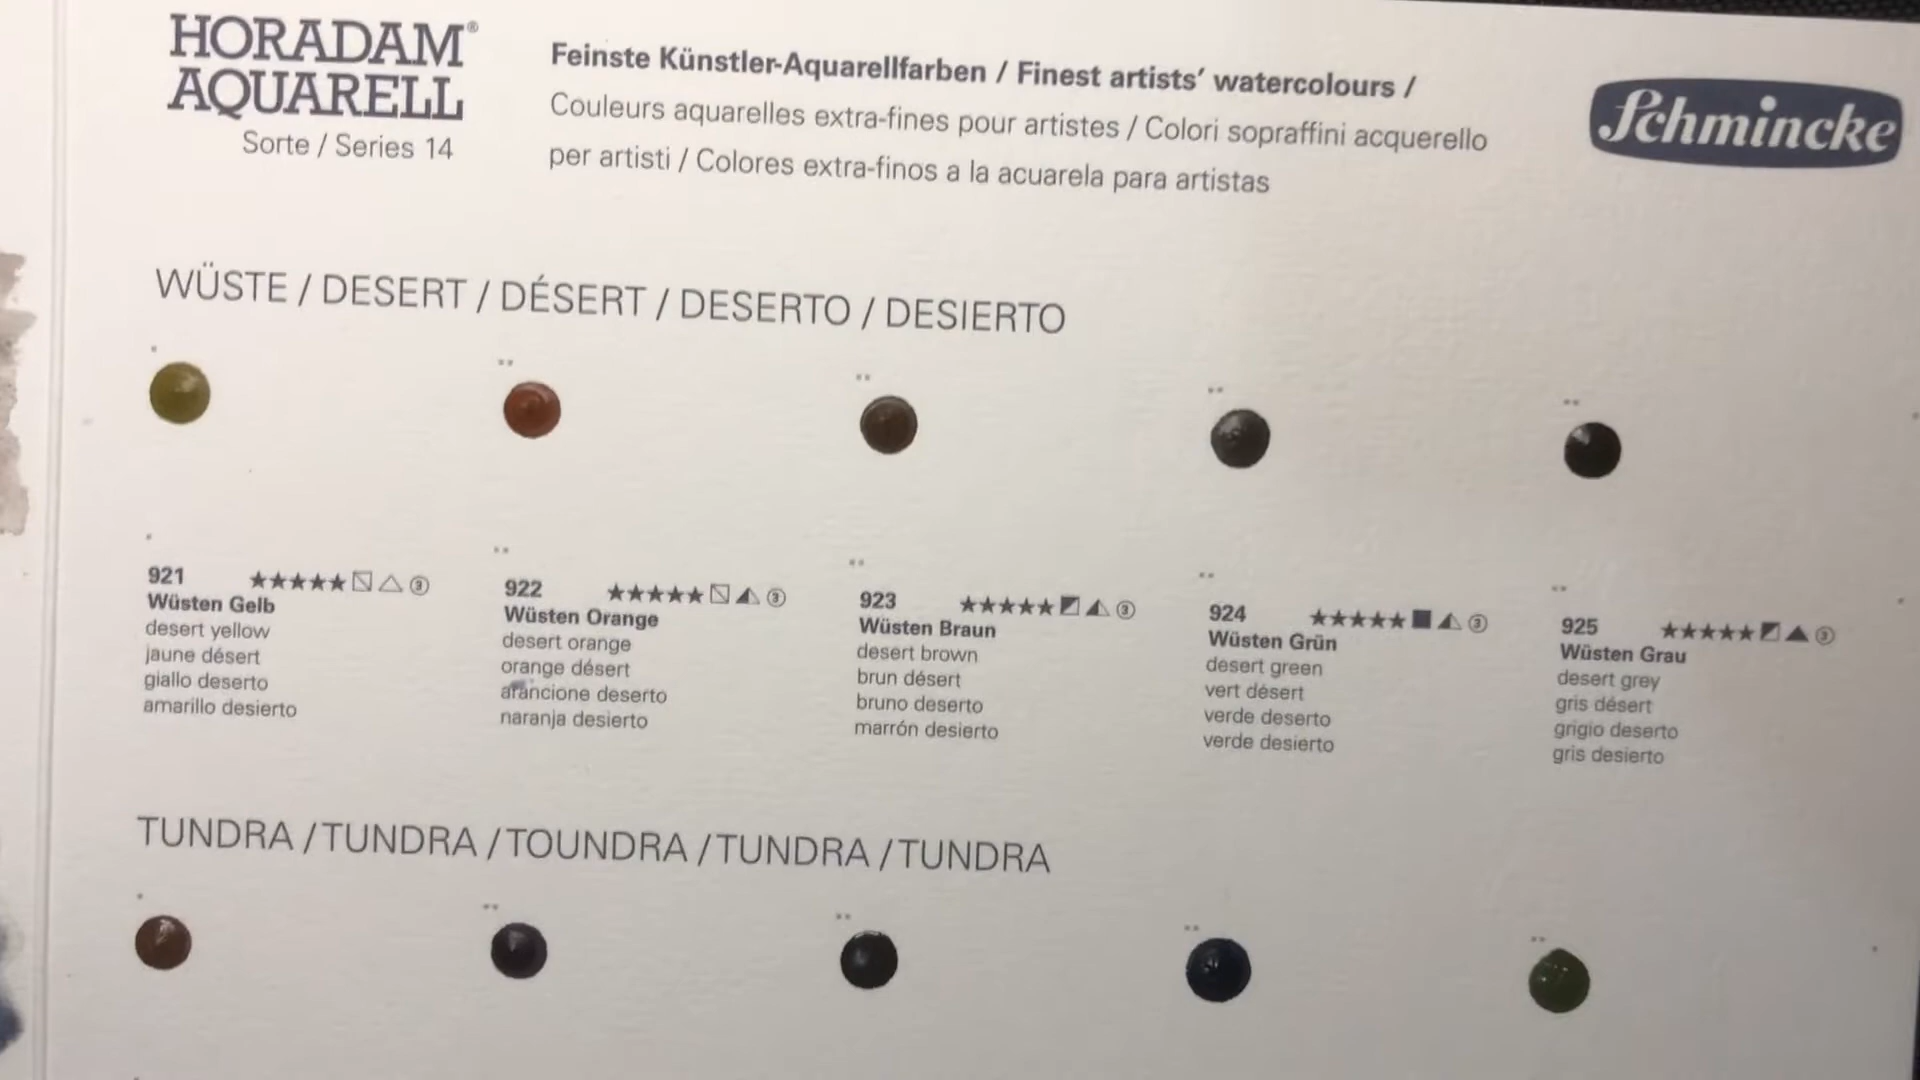 HORADAM®
AQUARELL
Sorte / Series 14
Feinste Künstler-Aquarellfarben / Finest artists' watercolours /
Couleurs aquarelles extra-fines pour artistes / Colori sopraffini acquerello
per artisti / Colores extra-finos a la acuarela para artistas
Schmincke
WÜSTE / DESERT / DÉSERT / DESERTO / DESIERTO
921 ★★★★★ 3
Wüsten Gelb
desert yellow
jaune désert
giallo deserto
amarillo desierto
922 ★★★★★ 3
Wüsten Orange
desert orange
orange désert
arancione deserto
naranja desierto
923 ★★★★★ 3
Wüsten Braun
desert brown
brun désert
bruno deserto
marrón desierto
924 ★★★★★ 3
Wüsten Grün
desert green
vert désert
verde deserto
verde desierto
925 ★★★★★ 3
Wüsten Grau
desert grey
gris désert
grigio deserto
gris desierto
TUNDRA / TUNDRA / TOUNDRA / TUNDRA / TUNDRA